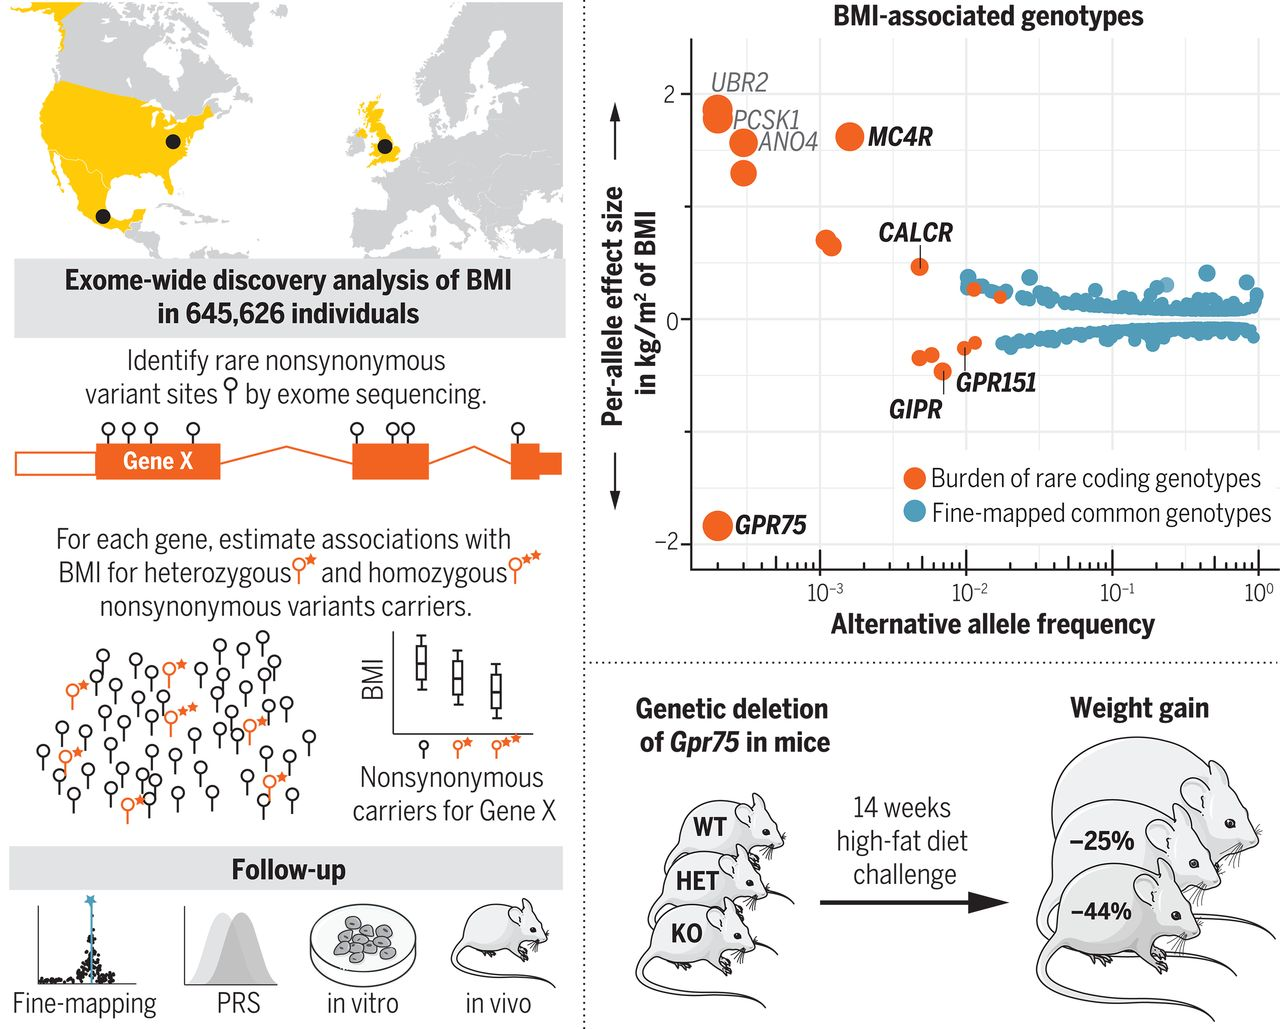 Exome-wide discovery analysis of BMI
in 645,626 individuals
Identify rare nonsynonymous
variant sites by exome sequencing.
Gene X
For each gene, estimate associations with
BMI for heterozygous and homozygous
nonsynonymous variants carriers.
BMI
Nonsynonymous
carriers for Gene X
Follow-up
Fine-mapping
PRS
in vitro
in vivo
BMI-associated genotypes
Per-allele effect size
in kg/m² of BMI
2
0
−2
UBR2
PCSK1
ANO4
MC4R
CALCR
GPR151
GIPR
GPR75
Burden of rare coding genotypes
Fine-mapped common genotypes
10⁻³
10⁻²
10⁻¹
10⁰
Alternative allele frequency
Genetic deletion
of Gpr75 in mice
WT
HET
KO
14 weeks
high-fat diet
challenge
Weight gain
−25%
−44%